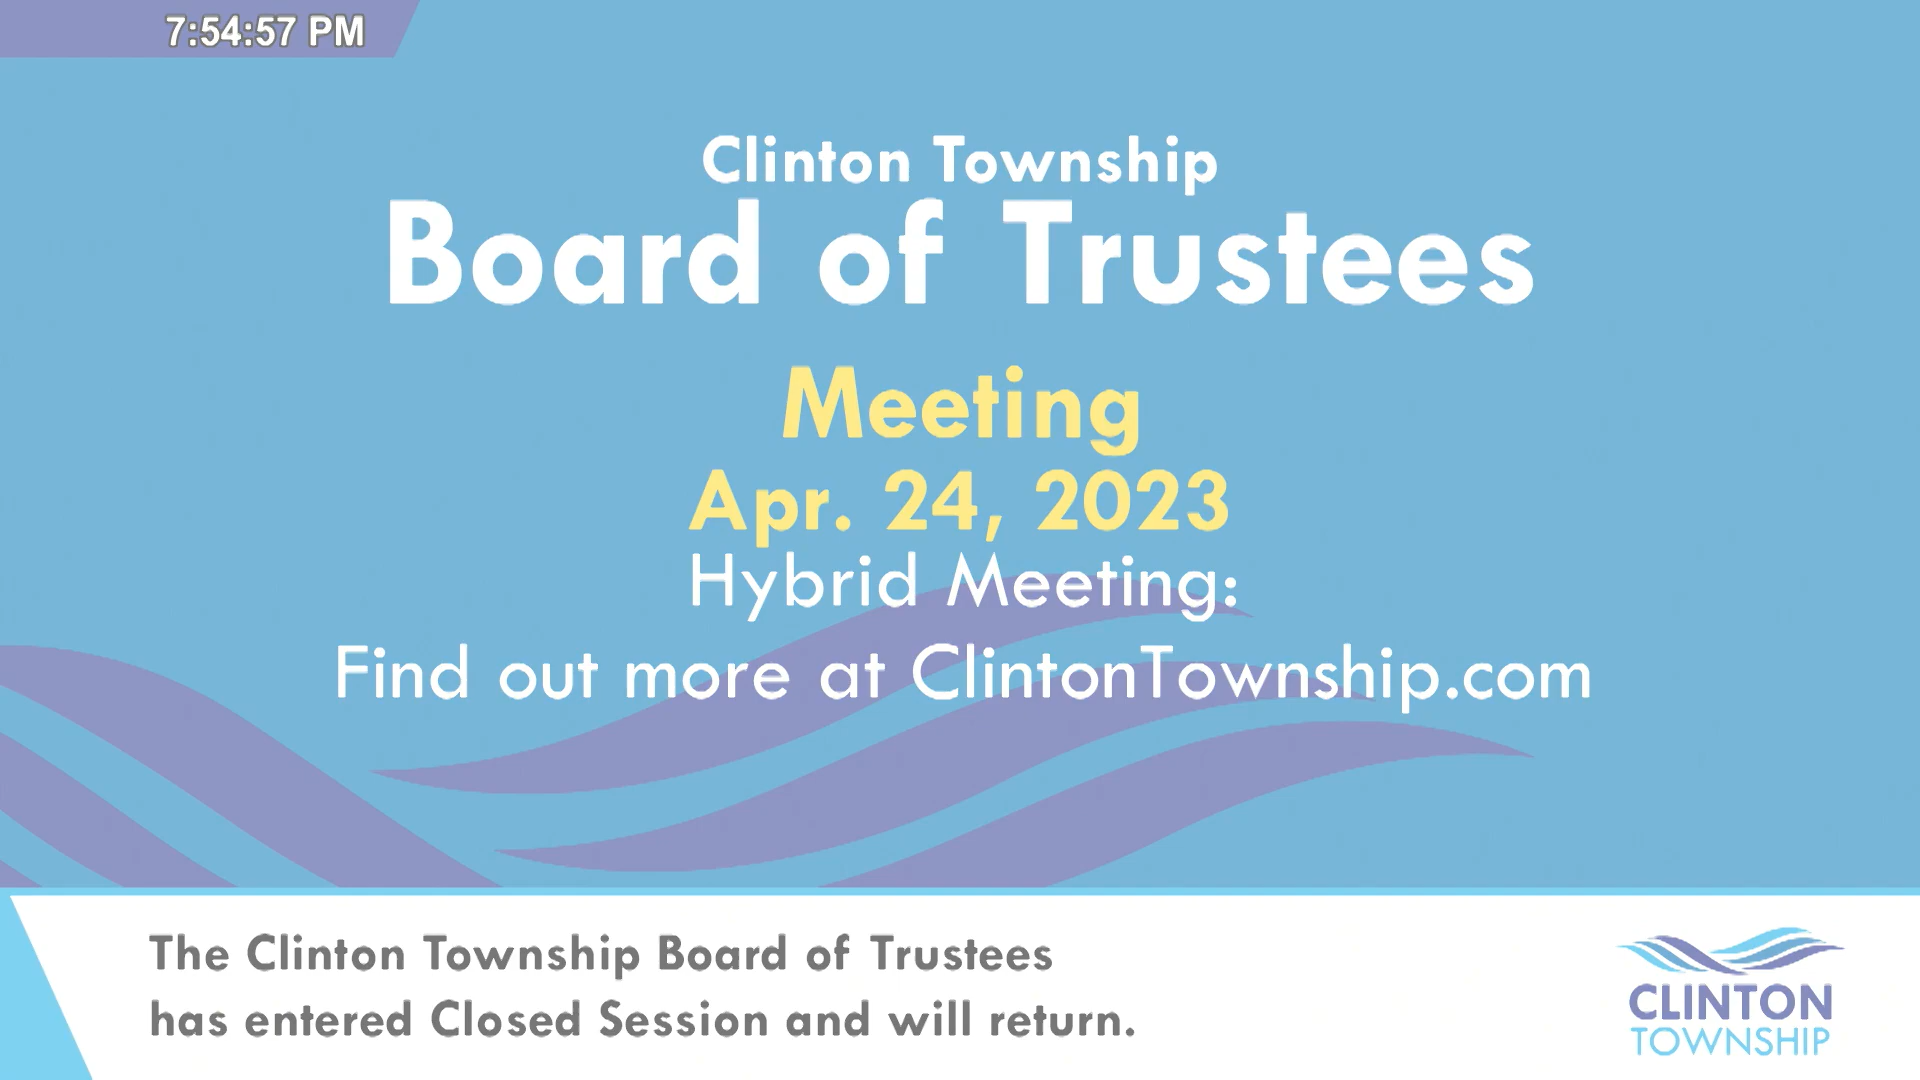 7:54:57 PM
Clinton Township
Board of Trustees
Meeting
Apr. 24, 2023
Hybrid Meeting:
Find out more at ClintonTownship.com
The Clinton Township Board of Trustees
has entered Closed Session and will return.
CLINTON
TOWNSHIP